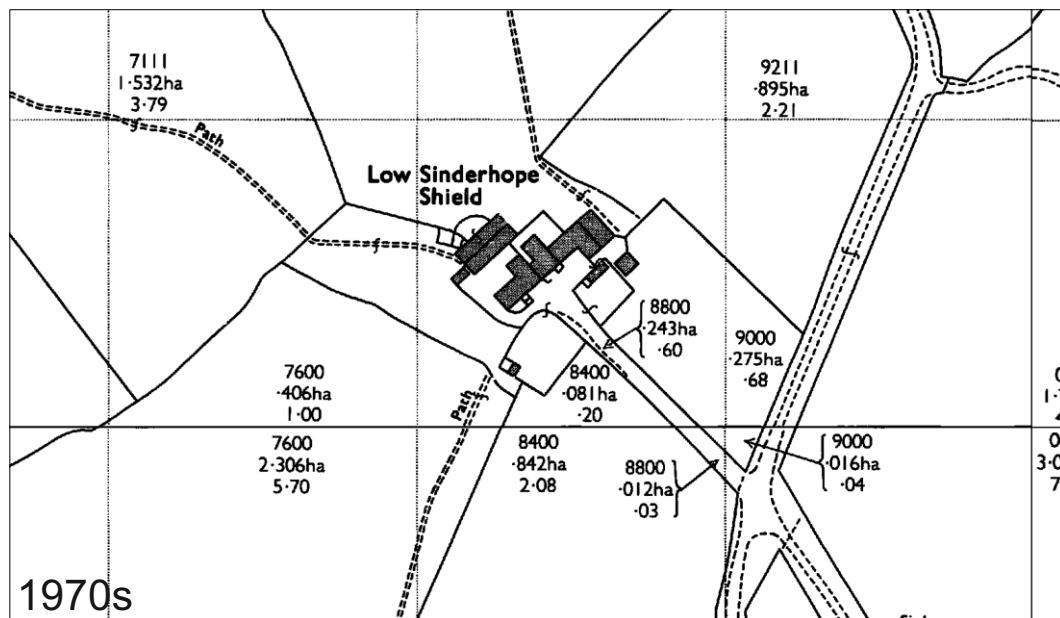 7111
1·532ha
3·79
9211
·895ha
2·21
Path
Low Sinderhope
Shield
8800
·243ha
·60
9000
·275ha
·68
7600
·406ha
1·00
8400
·081ha
·20
Path
7600
2·306ha
5·70
8400
·842ha
2·08
8800
·012ha
·03
9000
·016ha
·04
1970s